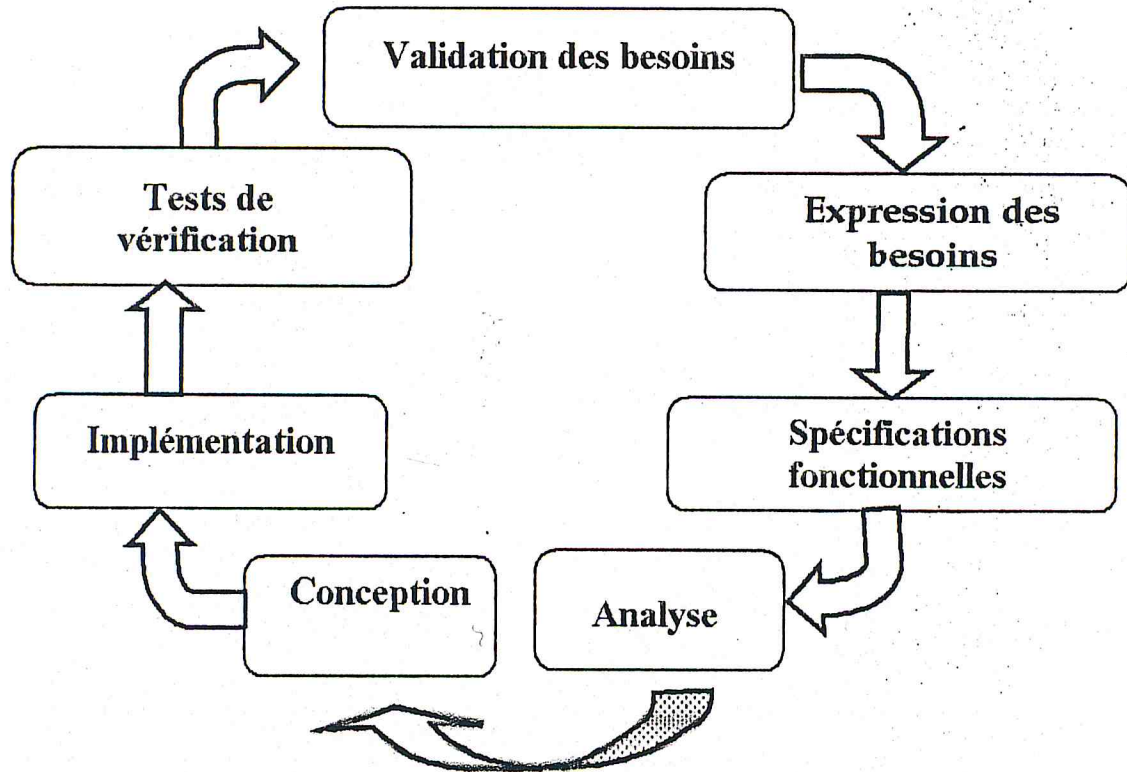 Validation des besoins
Expression des
besoins
Spécifications
fonctionnelles
Analyse
Conception
Implémentation
Tests de
vérification